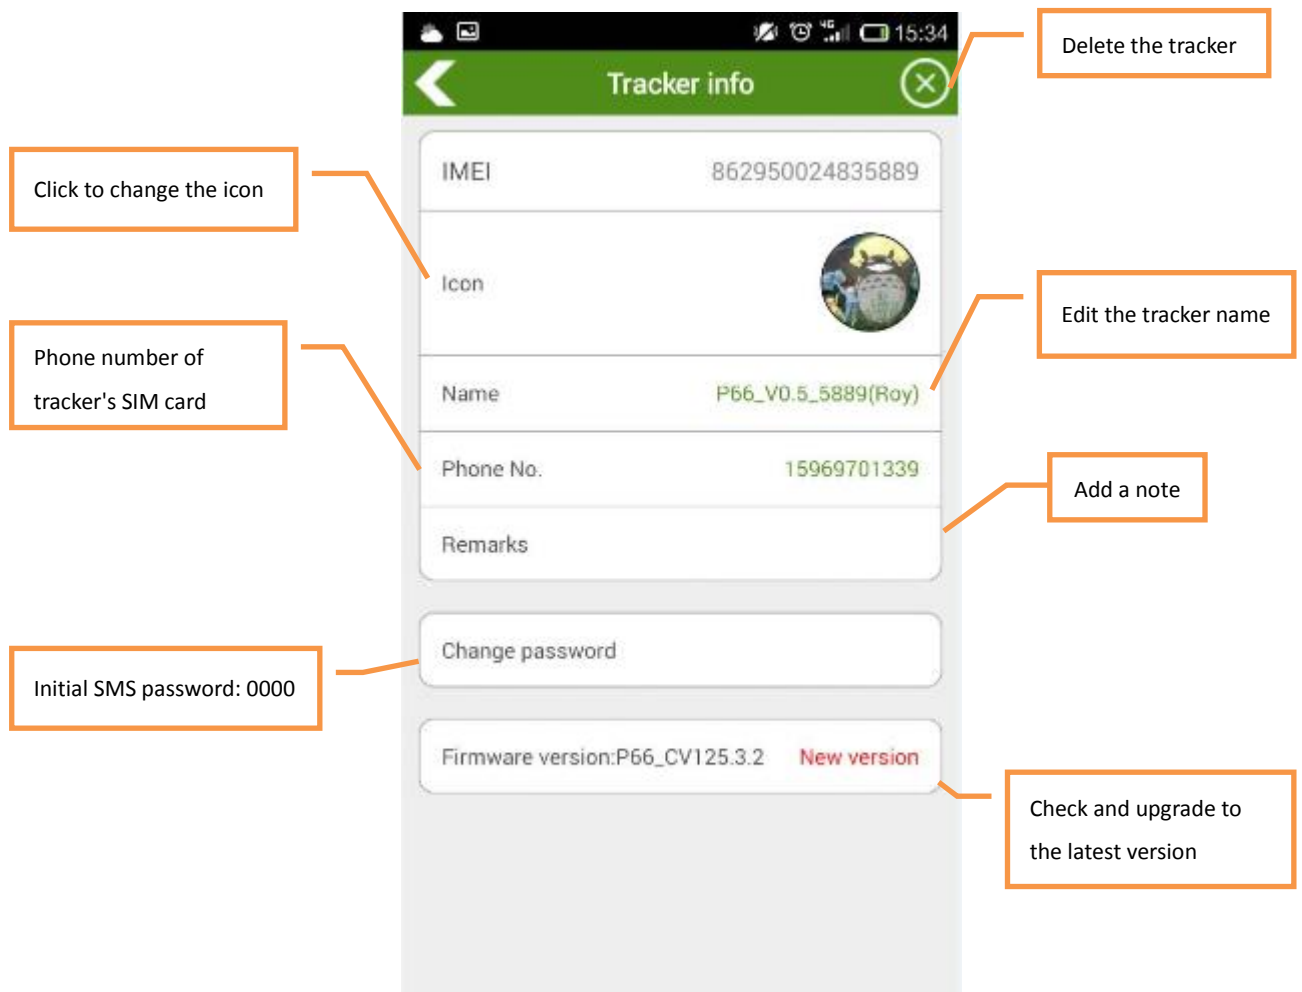 4G 15:34
Delete the tracker
Tracker info
IMEI 862950024835889
Click to change the icon
Icon
Edit the tracker name
Phone number of
tracker's SIM card
Name P66_V0.5_5889(Roy)
Phone No. 15969701339
Add a note
Remarks
Change password
Initial SMS password: 0000
Firmware version:P66_CV125.3.2 New version
Check and upgrade to
the latest version